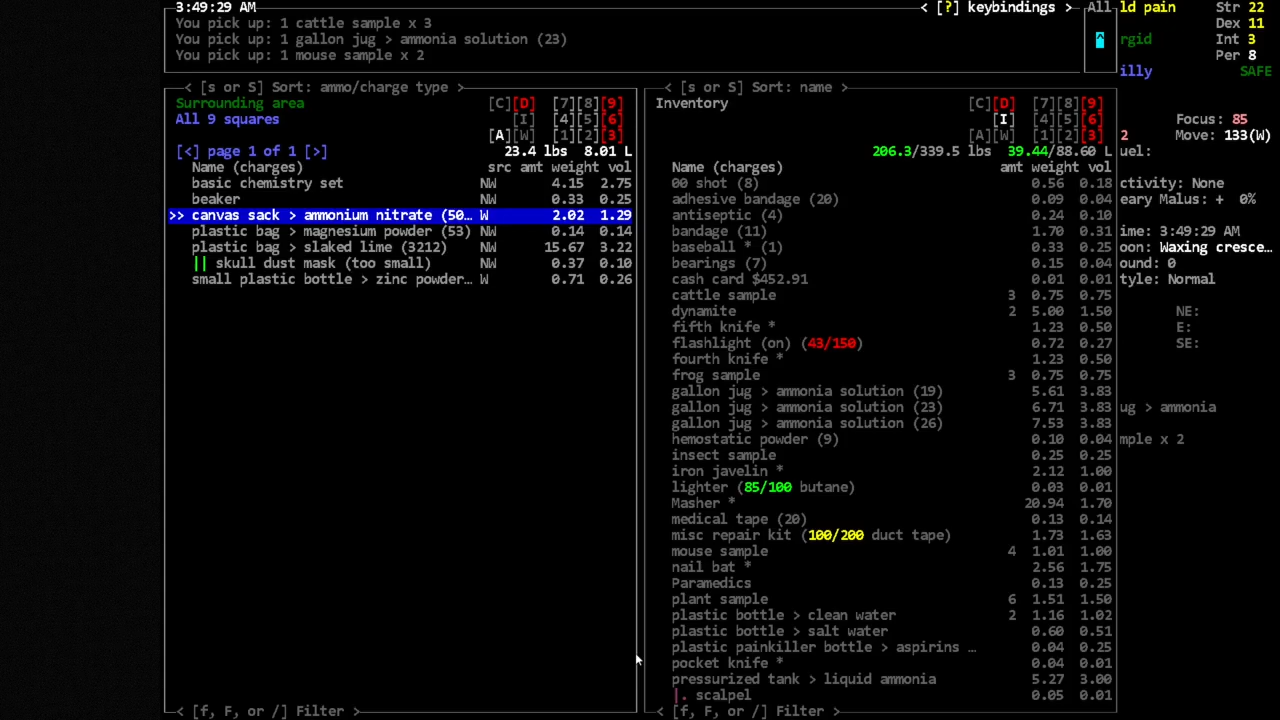 3:49:29 AM < [?] keybindings > All ld pain Str 22
You pick up: 1 cattle sample x 3 Dex 11
You pick up: 1 gallon jug > ammonia solution (23) rgid Int 3
You pick up: 1 mouse sample x 2 Per 8
illy SAFE
< [s or S] Sort: ammo/charge type > < [s or S] Sort: name >
Surrounding area [C][D] [7][8][9] Inventory [C][D] [7][8][9]
All 9 squares [I] [4][5][6] [I] [4][5][6] Focus: 85
[A][W] [1][2][3] [A][W] [1][2][3] 2 Move: 133(W)
[<] page 1 of 1 [>] 23.4 lbs 8.01 L 206.3/339.5 lbs 39.44/88.60 L uel:
Name (charges) src amt weight vol Name (charges) amt weight vol
basic chemistry set NW 4.15 2.75 00 shot (8) 0.56 0.18 ctivity: None
beaker NW 0.33 0.25 adhesive bandage (20) 0.09 0.04 eary Malus: + 0%
>> canvas sack > ammonium nitrate (50… W 2.02 1.29 antiseptic (4) 0.24 0.10
plastic bag > magnesium powder (53) NW 0.14 0.14 bandage (11) 1.70 0.31 ime: 3:49:29 AM
plastic bag > slaked lime (3212) NW 15.67 3.22 baseball * (1) 0.33 0.25 oon: Waxing cresce…
|| skull dust mask (too small) NW 0.37 0.10 bearings (7) 0.15 0.04 ound: 0
small plastic bottle > zinc powder… W 0.71 0.26 cash card $452.91 0.01 0.01 tyle: Normal
cattle sample 3 0.75 0.75
dynamite 2 5.00 1.50 NE:
fifth knife * 1.23 0.50 E:
flashlight (on) (43/150) 0.72 0.27 SE:
fourth knife * 1.23 0.50
frog sample 3 0.75 0.75
gallon jug > ammonia solution (19) 5.61 3.83
gallon jug > ammonia solution (23) 6.71 3.83 ug > ammonia
gallon jug > ammonia solution (26) 7.53 3.83
hemostatic powder (9) 0.10 0.04 mple x 2
insect sample 0.25 0.25
iron javelin * 2.12 1.00
lighter (85/100 butane) 0.03 0.01
Masher * 20.94 1.70
medical tape (20) 0.13 0.14
misc repair kit (100/200 duct tape) 1.73 1.63
mouse sample 4 1.01 1.00
nail bat * 2.56 1.75
Paramedics 0.13 0.25
plant sample 6 1.51 1.50
plastic bottle > clean water 2 1.16 1.02
plastic bottle > salt water 0.60 0.51
plastic painkiller bottle > aspirins … 0.04 0.25
pocket knife * 0.04 0.01
pressurized tank > liquid ammonia 5.27 3.00
|. scalpel 0.05 0.01
< [f, F, or /] Filter > < [f, F, or /] Filter >